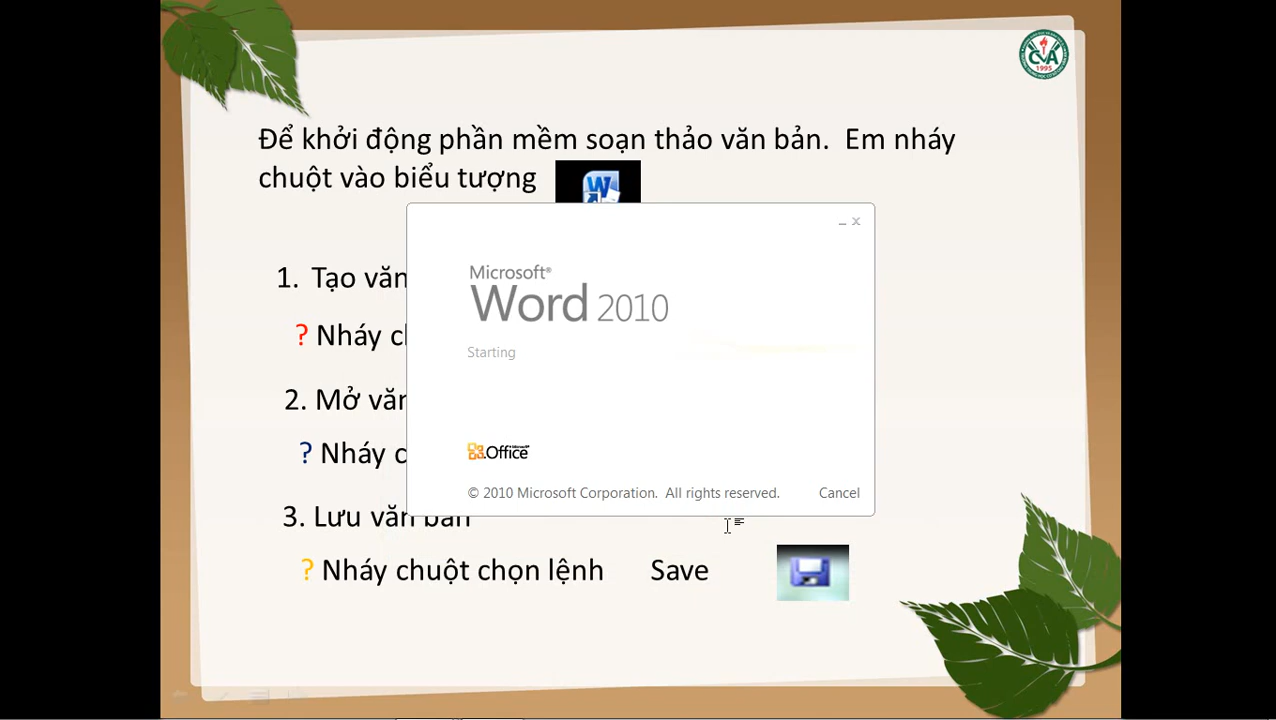 CVA
1995
Để khởi động phần mềm soạn thảo văn bản. Em nháy
chuột vào biểu tượng
W
Microsoft®
Word 2010
Starting
Office
© 2010 Microsoft Corporation. All rights reserved. Cancel
1. Tạo văn
? Nháy
2. Mở văn
? Nháy
3. Lưu văn bản
? Nháy chuột chọn lệnh Save